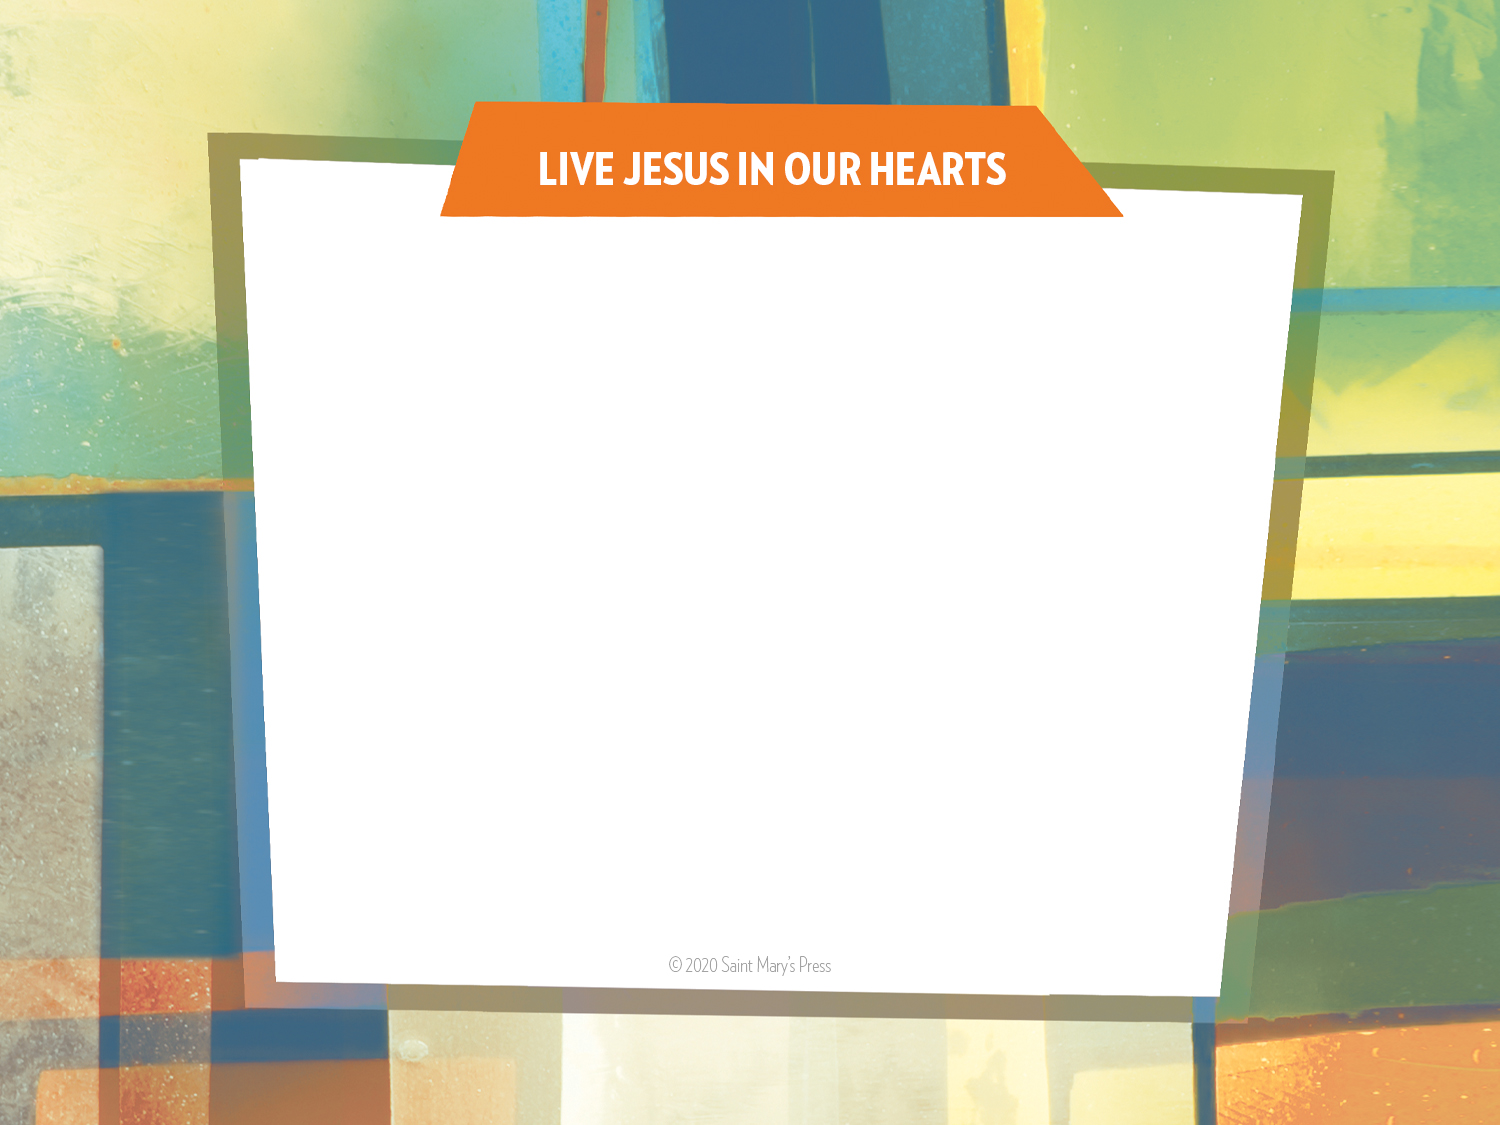 LIVE JESUS IN OUR HEARTS
© 2020 Saint Mary's Press